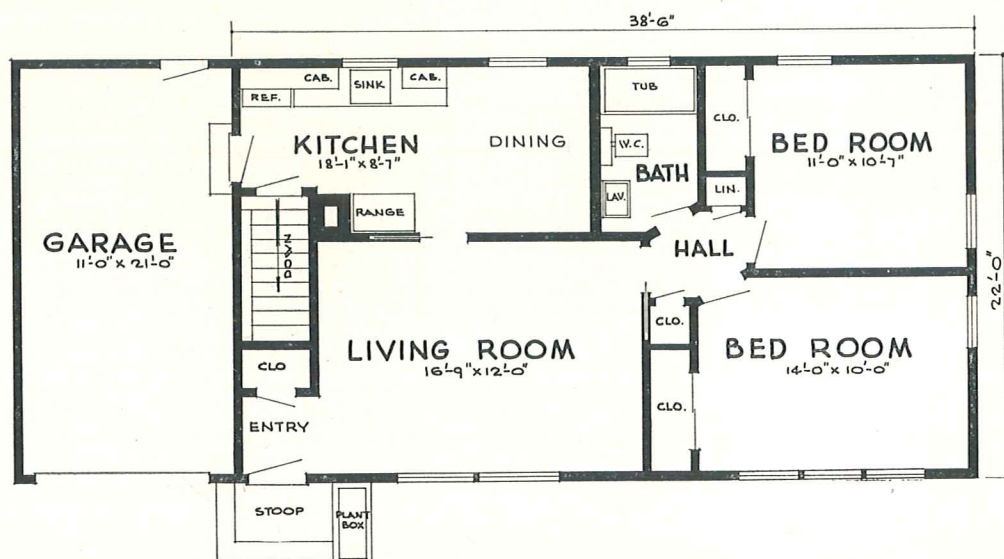 38'-6"
CAB.
SINK
CAB.
REF.
TUB
CLO.
KITCHEN
18'-1" x 8'-7"
DINING
W.C.
BATH
BED ROOM
11'-0" x 10'-7"
LAV.
LIN.
RANGE
GARAGE
11'-0" x 21'-0"
DOWN
HALL
22'-0"
CLO.
LIVING ROOM
16'-9" x 12'-0"
BED ROOM
14'-0" x 10'-0"
CLO
CLO.
ENTRY
STOOP
PLANT
BOX